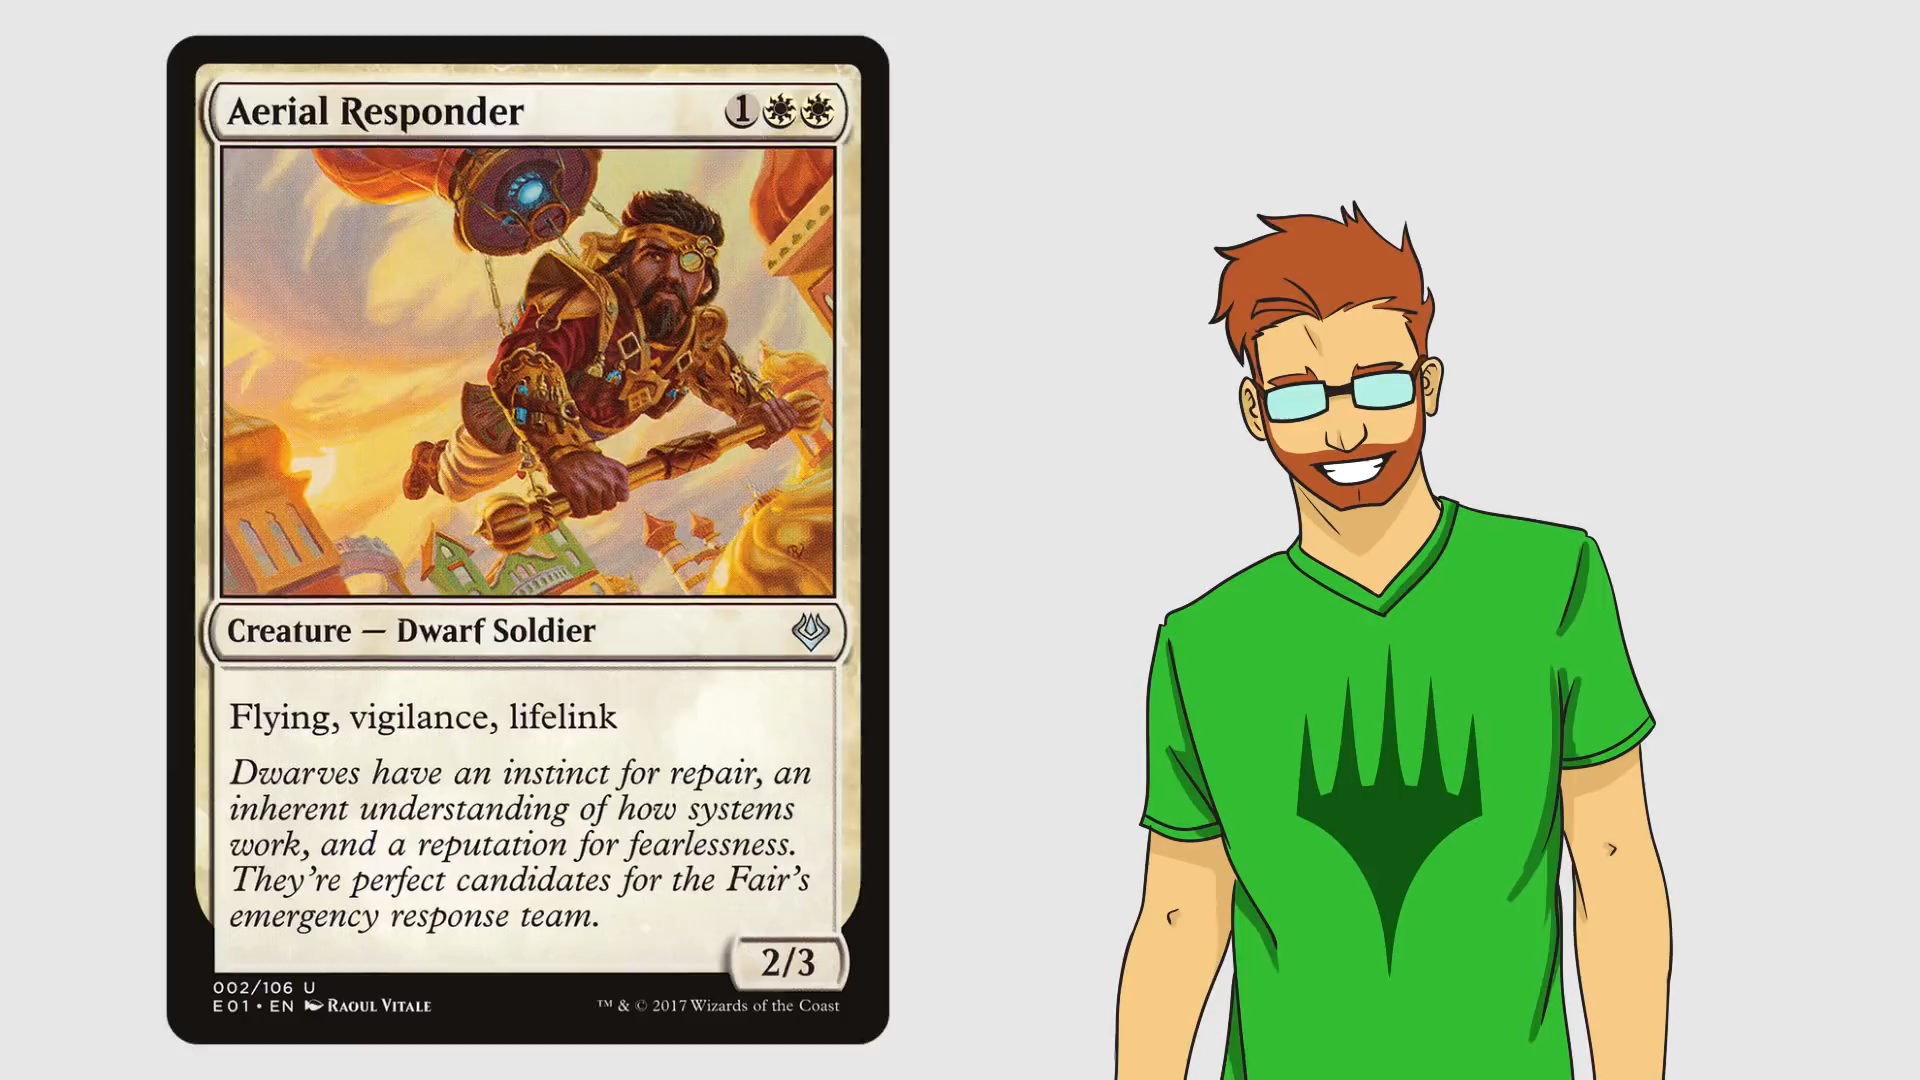 Aerial Responder 1
Creature — Dwarf Soldier
Flying, vigilance, lifelink
Dwarves have an instinct for repair, an
inherent understanding of how systems
work, and a reputation for fearlessness.
They're perfect candidates for the Fair's
emergency response team.
2/3
002/106 U
E01 • EN RAOUL VITALE
™ & © 2017 Wizards of the Coast